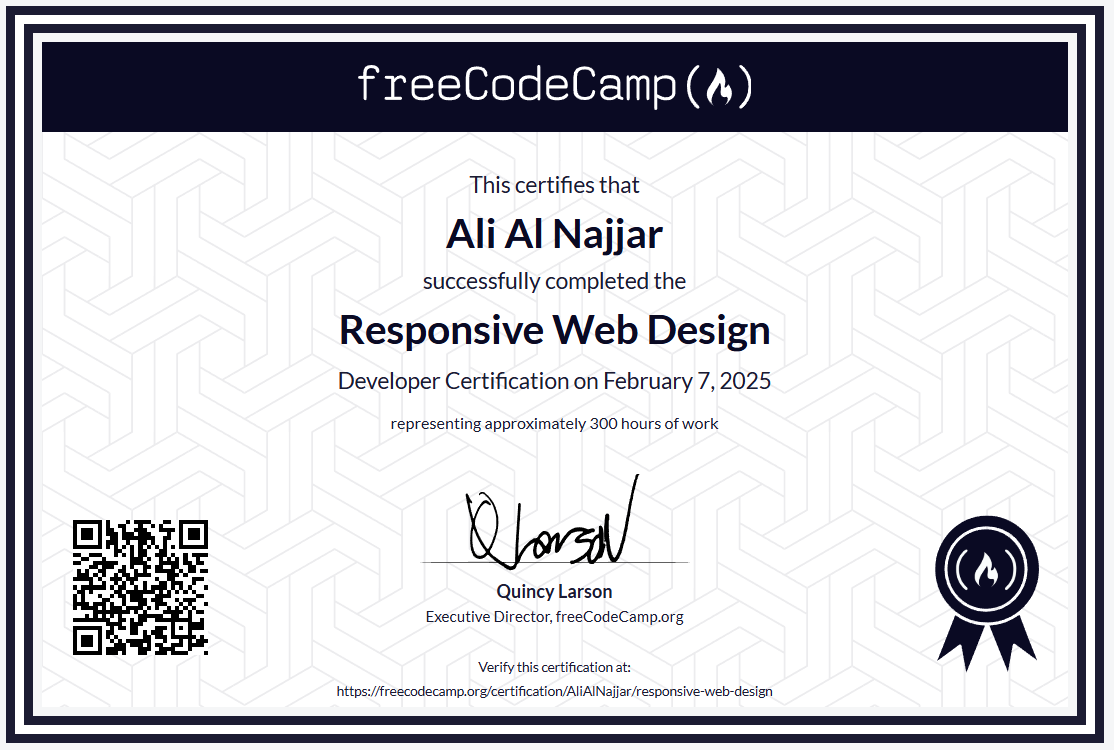 freeCodeCamp
This certifies that
Ali Al Najjar
successfully completed the
Responsive Web Design
Developer Certification on February 7, 2025
representing approximately 300 hours of work
Q Larson
Quincy Larson
Executive Director, freeCodeCamp.org
Verify this certification at:
https://freecodecamp.org/certification/AliAlNajjar/responsive-web-design